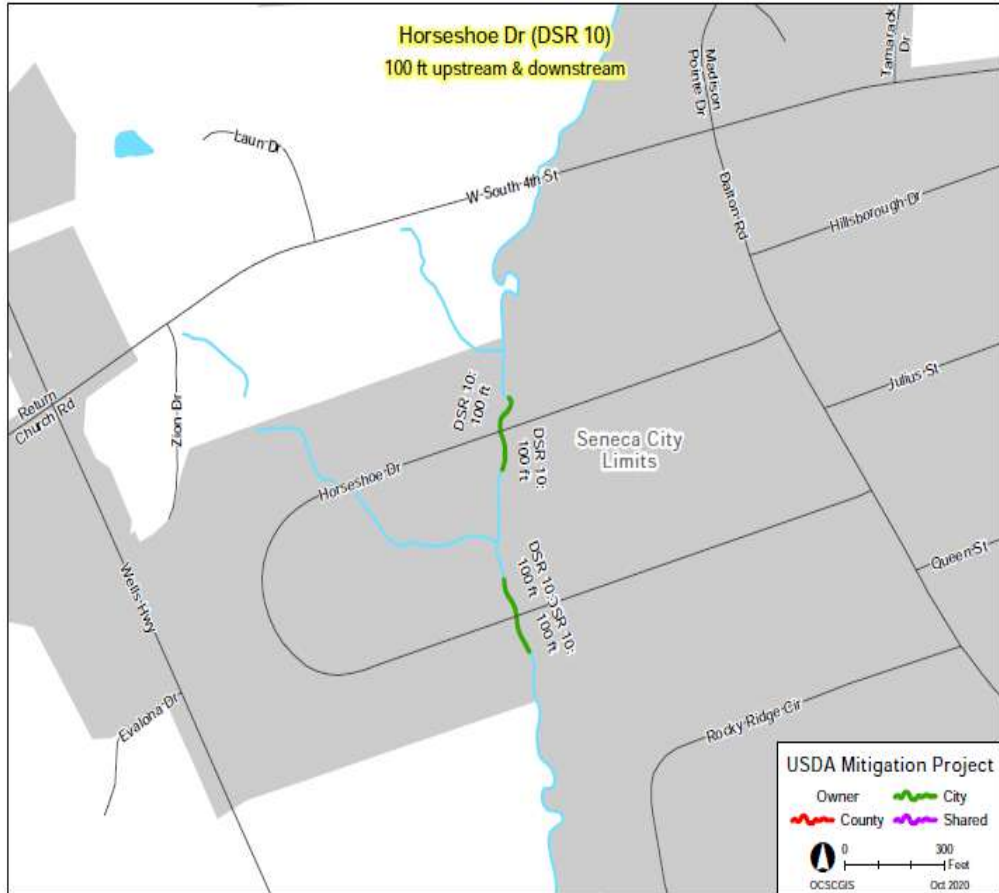 Horseshoe Dr (DSR 10)
100 ft upstream & downstream
Madison
Pointe Dr
Tamarack
Dr
Laun Dr
W South 4th St
Dalton Rd
Hillsborough Dr
Return
Church Rd
Zion Dr
DSR 10:
100 ft
Julius St
Seneca City
Limits
DSR 10:
100 ft
Horseshoe Dr
DSR 10:
100 ft
Queen St
DSR 10:
100 ft
Wells Hwy
Evalona Dr
Rocky Ridge Cir
USDA Mitigation Project
Owner
City
County
Shared
0 300
Feet
OCSCGIS Oct 2020